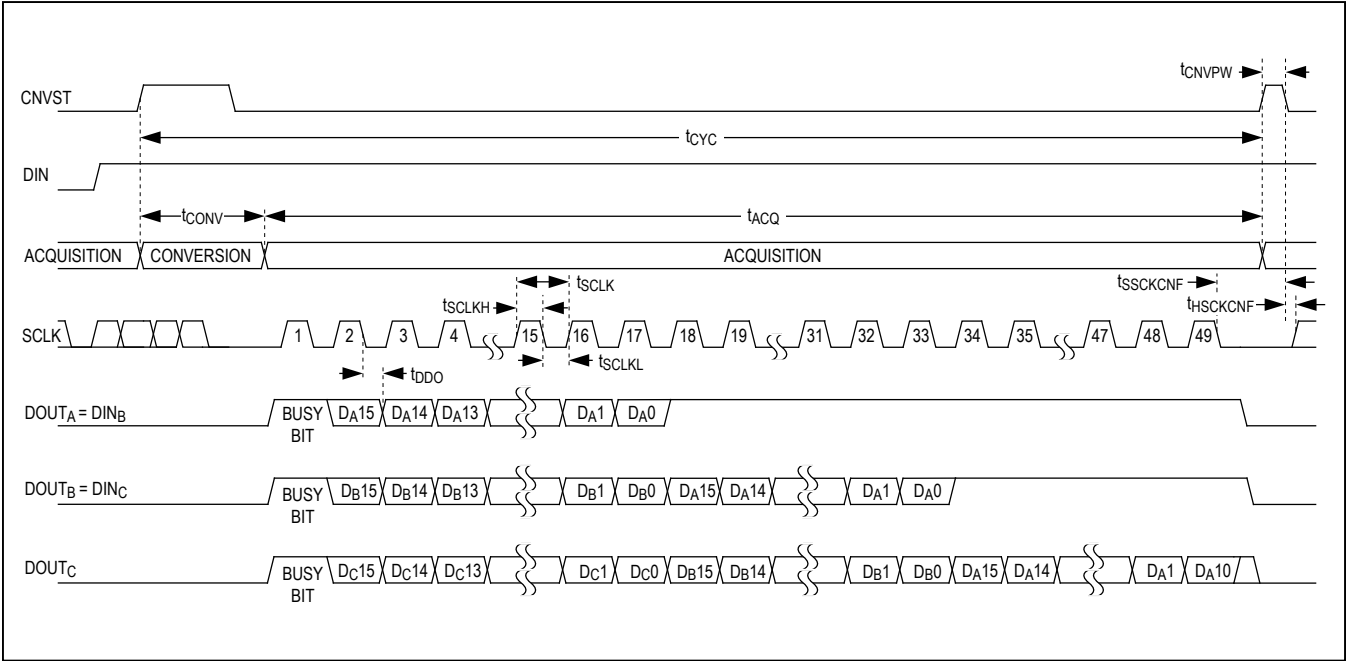 tCNVPW
CNVST
tCYC
DIN
tCONV tACQ
ACQUISITION CONVERSION ACQUISITION
tSCLK tSSCKCNF
tSCLKH tHSCKCNF
SCLK 1 2 3 4 15 16 17 18 19 31 32 33 34 35 47 48 49
tSCLKL
tDDO
DOUTA = DINB BUSY BIT DA15 DA14 DA13 DA1 DA0
DOUTB = DINC BUSY BIT DB15 DB14 DB13 DB1 DB0 DA15 DA14 DA1 DA0
DOUTC BUSY BIT DC15 DC14 DC13 DC1 DC0 DB15 DB14 DB1 DB0 DA15 DA14 DA1 DA10